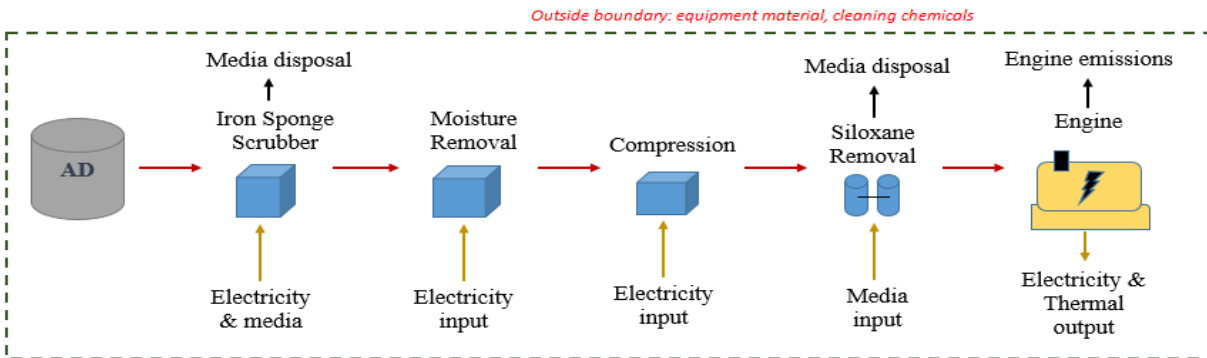 Outside boundary: equipment material, cleaning chemicals
Media disposal
Iron Sponge
Scrubber
Moisture
Removal
Compression
Media disposal
Siloxane
Removal
Engine emissions
Engine
AD
Electricity
& media
Electricity
input
Electricity
input
Media
input
Electricity &
Thermal
output